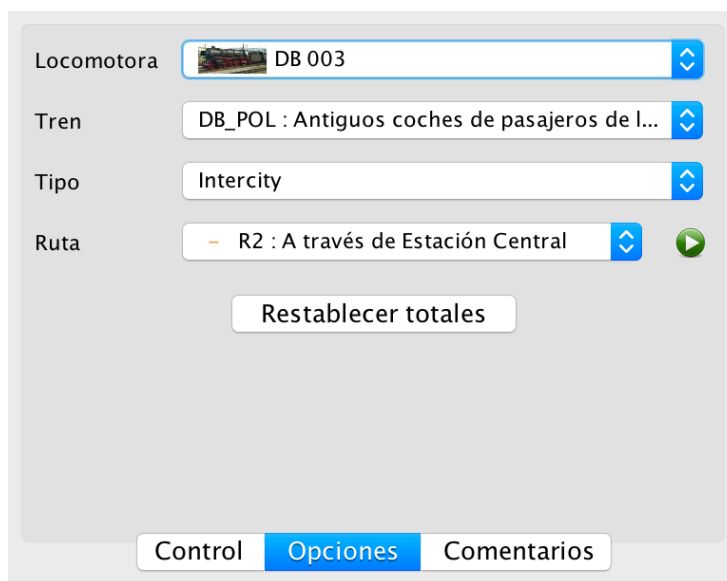 Locomotora DB 003
Tren DB_POL : Antiguos coches de pasajeros de l...
Tipo Intercity
Ruta – R2 : A través de Estación Central
Restablecer totales
Control Opciones Comentarios